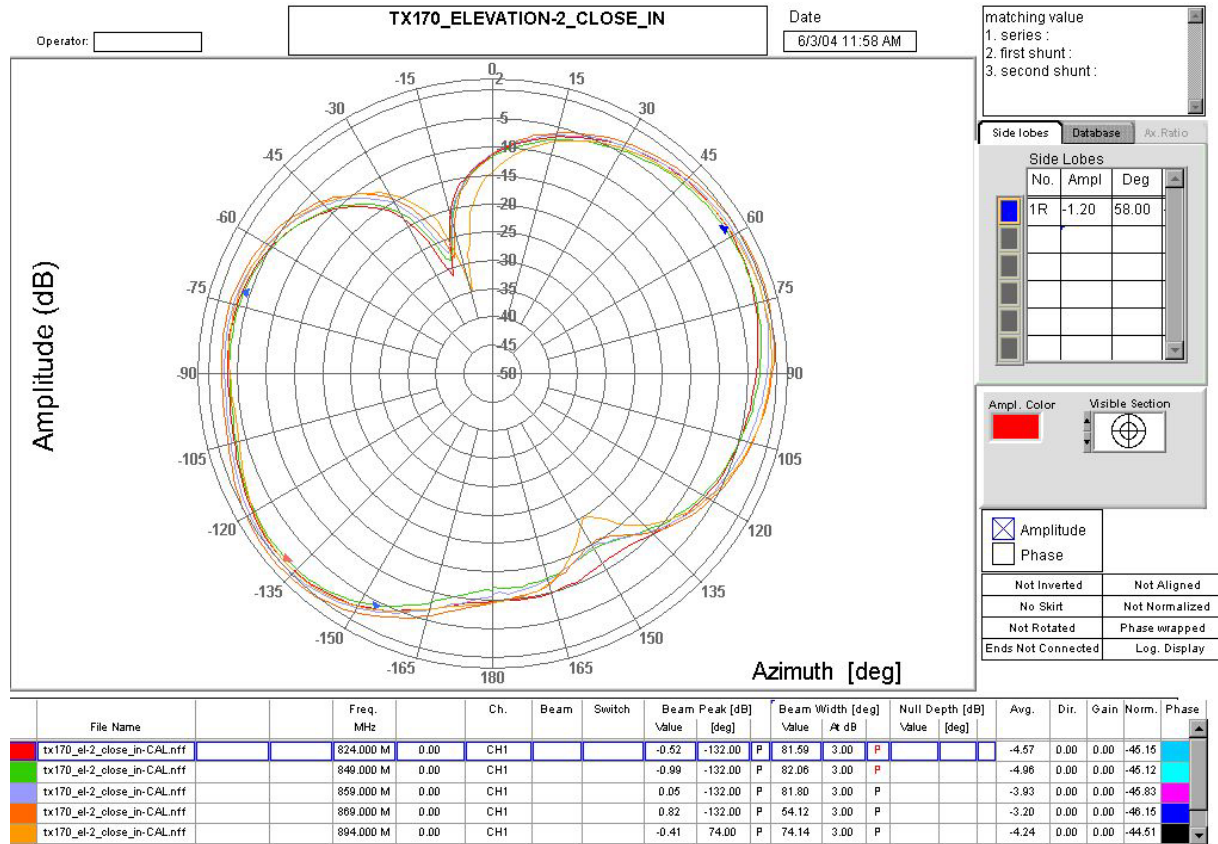 TX170_ELEVATION-2_CLOSE_IN
Date
Operator:
6/3/04 11:58 AM
matching value
1. series :
2. first shunt :
3. second shunt :
Side lobes Database Ax.Ratio
Side Lobes
No. Ampl Deg
1R -1.20 58.00
Ampl. Color Visible Section
Amplitude
Phase
Not Inverted Not Aligned
No Skirt Not Normalized
Not Rotated Phase wrapped
Ends Not Connected Log. Display
Amplitude (dB)
0
-15 15
-30 30
-45 45
-60 60
-75 75
-90 90
-105 105
-120 120
-135 135
-150 150
-165 165
180
2
-5
-10
-15
-20
-25
-30
-35
-40
-45
-50
Azimuth [deg]
File Name Freq. MHz Ch. Beam Switch Beam Peak [dB] Beam Width [deg] Null Depth [dB] Avg. Dir. Gain Norm. Phase
Value [deg] Value At dB Value [deg]
tx170_el-2_close_in-CAL.nff 824.000 M 0.00 CH1 -0.52 -132.00 P 81.59 3.00 P -4.57 0.00 0.00 -45.15
tx170_el-2_close_in-CAL.nff 849.000 M 0.00 CH1 -0.99 -132.00 P 82.06 3.00 P -4.96 0.00 0.00 -45.12
tx170_el-2_close_in-CAL.nff 859.000 M 0.00 CH1 0.05 -132.00 P 81.80 3.00 P -3.93 0.00 0.00 -45.83
tx170_el-2_close_in-CAL.nff 869.000 M 0.00 CH1 0.82 -132.00 P 54.12 3.00 P -3.20 0.00 0.00 -46.15
tx170_el-2_close_in-CAL.nff 894.000 M 0.00 CH1 -0.41 74.00 P 74.14 3.00 P -4.24 0.00 0.00 -44.51